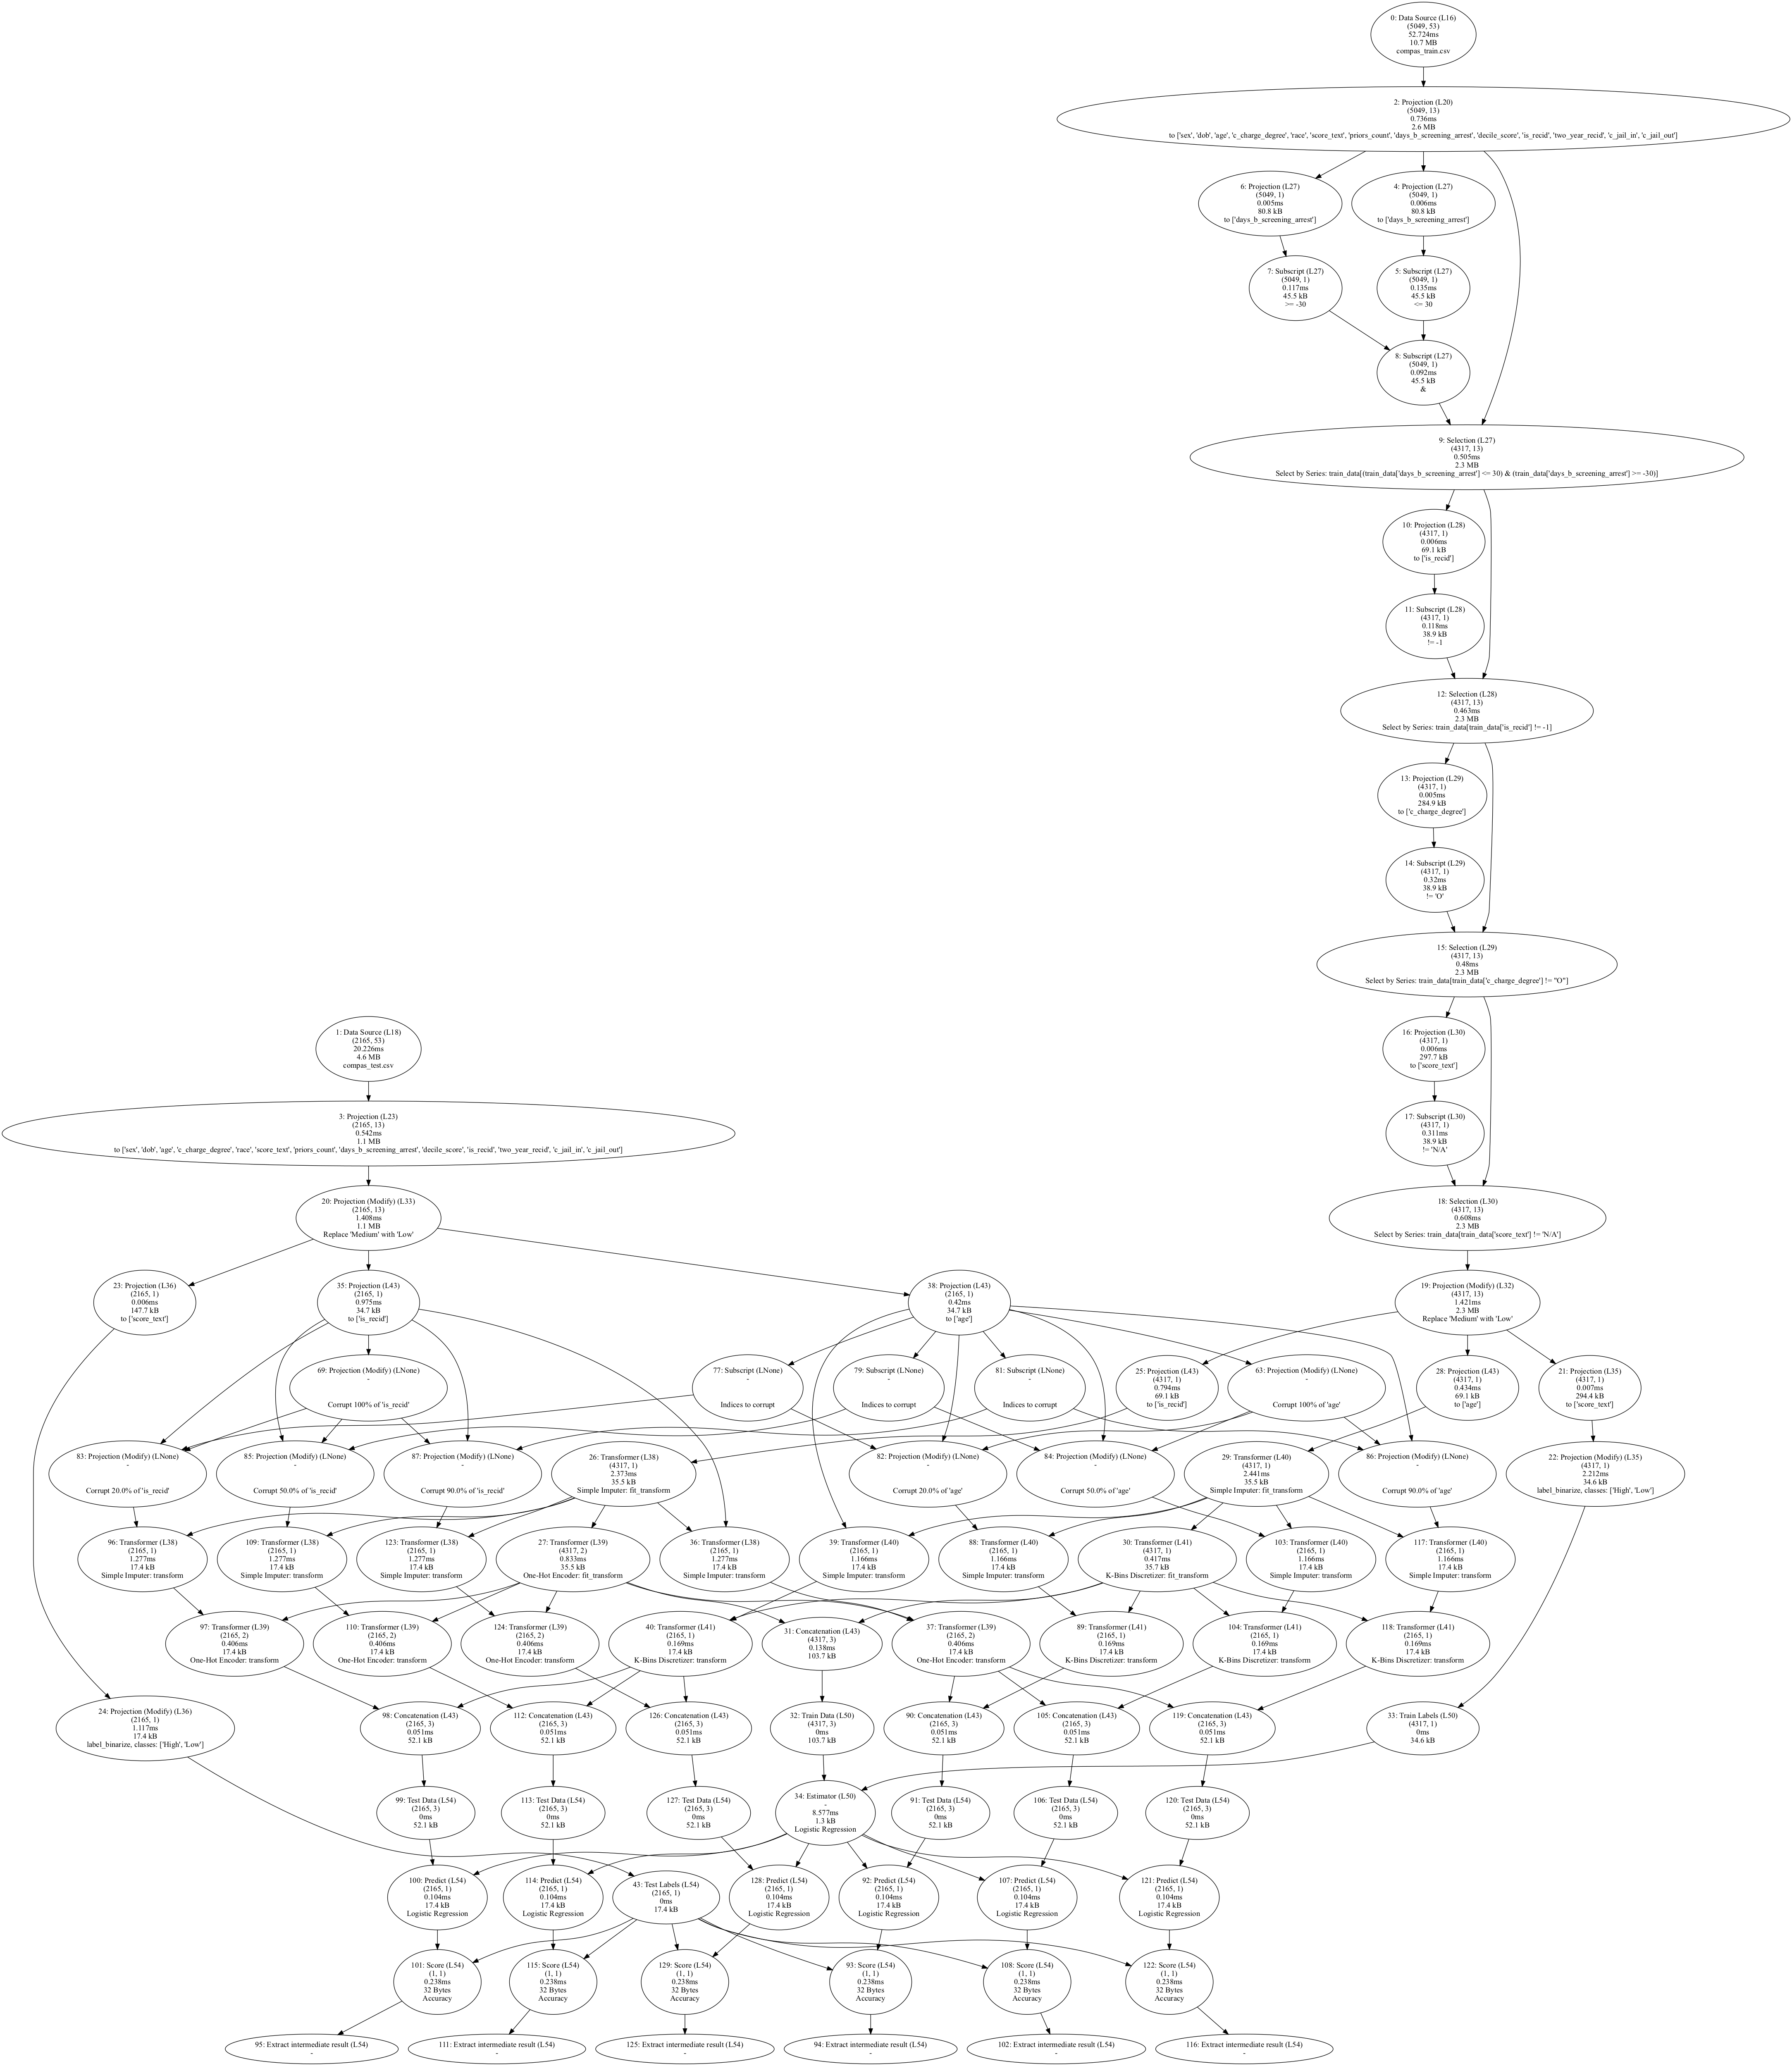 0: Data Source (L16)
(5049, 53)
52.724ms
10.7 MB
compas_train.csv
2: Projection (L20)
(5049, 13)
0.736ms
2.6 MB
to ['sex', 'dob', 'age', 'c_charge_degree', 'race', 'score_text', 'priors_count', 'days_b_screening_arrest', 'decile_score', 'is_recid', 'two_year_recid', 'c_jail_in', 'c_jail_out']
6: Projection (L27)
(5049, 1)
0.005ms
80.8 kB
to ['days_b_screening_arrest']
4: Projection (L27)
(5049, 1)
0.006ms
80.8 kB
to ['days_b_screening_arrest']
7: Subscript (L27)
(5049, 1)
0.117ms
45.5 kB
>= -30
5: Subscript (L27)
(5049, 1)
0.135ms
45.5 kB
<= 30
8: Subscript (L27)
(5049, 1)
0.092ms
45.5 kB
&
9: Selection (L27)
(4317, 13)
0.505ms
2.3 MB
Select by Series: train_data[(train_data['days_b_screening_arrest'] <= 30) & (train_data['days_b_screening_arrest'] >= -30)]
10: Projection (L28)
(4317, 1)
0.006ms
69.1 kB
to ['is_recid']
11: Subscript (L28)
(4317, 1)
0.118ms
38.9 kB
!= -1
12: Selection (L28)
(4317, 13)
0.463ms
2.3 MB
Select by Series: train_data[train_data['is_recid'] != -1]
13: Projection (L29)
(4317, 1)
0.005ms
284.9 kB
to ['c_charge_degree']
14: Subscript (L29)
(4317, 1)
0.32ms
38.9 kB
!= 'O'
15: Selection (L29)
(4317, 13)
0.48ms
2.3 MB
Select by Series: train_data[train_data['c_charge_degree'] != "O"]
1: Data Source (L18)
(2165, 53)
20.226ms
4.6 MB
compas_test.csv
16: Projection (L30)
(4317, 1)
0.006ms
297.7 kB
to ['score_text']
3: Projection (L23)
(2165, 13)
0.542ms
1.1 MB
to ['sex', 'dob', 'age', 'c_charge_degree', 'race', 'score_text', 'priors_count', 'days_b_screening_arrest', 'decile_score', 'is_recid', 'two_year_recid', 'c_jail_in', 'c_jail_out']
17: Subscript (L30)
(4317, 1)
0.311ms
38.9 kB
!= 'N/A'
20: Projection (Modify) (L33)
(2165, 13)
1.408ms
1.1 MB
Replace 'Medium' with 'Low'
18: Selection (L30)
(4317, 13)
0.608ms
2.3 MB
Select by Series: train_data[train_data['score_text'] != 'N/A']
23: Projection (L36)
(2165, 1)
0.006ms
147.7 kB
to ['score_text']
35: Projection (L43)
(2165, 1)
0.975ms
34.7 kB
to ['is_recid']
38: Projection (L43)
(2165, 1)
0.42ms
34.7 kB
to ['age']
19: Projection (Modify) (L32)
(4317, 13)
1.421ms
2.3 MB
Replace 'Medium' with 'Low'
69: Projection (Modify) (LNone)
-
Corrupt 100% of 'is_recid'
77: Subscript (LNone)
-
Indices to corrupt
79: Subscript (LNone)
-
Indices to corrupt
81: Subscript (LNone)
-
Indices to corrupt
25: Projection (L43)
(4317, 1)
0.794ms
69.1 kB
to ['is_recid']
63: Projection (Modify) (LNone)
-
Corrupt 100% of 'age'
28: Projection (L43)
(4317, 1)
0.434ms
69.1 kB
to ['age']
21: Projection (L35)
(4317, 1)
0.007ms
294.4 kB
to ['score_text']
83: Projection (Modify) (LNone)
-
Corrupt 20.0% of 'is_recid'
85: Projection (Modify) (LNone)
-
Corrupt 50.0% of 'is_recid'
87: Projection (Modify) (LNone)
-
Corrupt 90.0% of 'is_recid'
26: Transformer (L38)
(4317, 1)
2.373ms
35.5 kB
Simple Imputer: fit_transform
82: Projection (Modify) (LNone)
-
Corrupt 20.0% of 'age'
84: Projection (Modify) (LNone)
-
Corrupt 50.0% of 'age'
29: Transformer (L40)
(4317, 1)
2.441ms
35.5 kB
Simple Imputer: fit_transform
86: Projection (Modify) (LNone)
-
Corrupt 90.0% of 'age'
22: Projection (Modify) (L35)
(4317, 1)
2.212ms
34.6 kB
label_binarize, classes: ['High', 'Low']
96: Transformer (L38)
(2165, 1)
1.277ms
17.4 kB
Simple Imputer: transform
109: Transformer (L38)
(2165, 1)
1.277ms
17.4 kB
Simple Imputer: transform
123: Transformer (L38)
(2165, 1)
1.277ms
17.4 kB
Simple Imputer: transform
27: Transformer (L39)
(4317, 2)
0.833ms
35.5 kB
One-Hot Encoder: fit_transform
36: Transformer (L38)
(2165, 1)
1.277ms
17.4 kB
Simple Imputer: transform
39: Transformer (L40)
(2165, 1)
1.166ms
17.4 kB
Simple Imputer: transform
88: Transformer (L40)
(2165, 1)
1.166ms
17.4 kB
Simple Imputer: transform
30: Transformer (L41)
(4317, 1)
0.417ms
35.7 kB
K-Bins Discretizer: fit_transform
103: Transformer (L40)
(2165, 1)
1.166ms
17.4 kB
Simple Imputer: transform
117: Transformer (L40)
(2165, 1)
1.166ms
17.4 kB
Simple Imputer: transform
97: Transformer (L39)
(2165, 2)
0.406ms
17.4 kB
One-Hot Encoder: transform
110: Transformer (L39)
(2165, 2)
0.406ms
17.4 kB
One-Hot Encoder: transform
124: Transformer (L39)
(2165, 2)
0.406ms
17.4 kB
One-Hot Encoder: transform
40: Transformer (L41)
(2165, 1)
0.169ms
17.4 kB
K-Bins Discretizer: transform
31: Concatenation (L43)
(4317, 3)
0.138ms
103.7 kB
37: Transformer (L39)
(2165, 2)
0.406ms
17.4 kB
One-Hot Encoder: transform
89: Transformer (L41)
(2165, 1)
0.169ms
17.4 kB
K-Bins Discretizer: transform
104: Transformer (L41)
(2165, 1)
0.169ms
17.4 kB
K-Bins Discretizer: transform
118: Transformer (L41)
(2165, 1)
0.169ms
17.4 kB
K-Bins Discretizer: transform
24: Projection (Modify) (L36)
(2165, 1)
1.117ms
17.4 kB
label_binarize, classes: ['High', 'Low']
98: Concatenation (L43)
(2165, 3)
0.051ms
52.1 kB
112: Concatenation (L43)
(2165, 3)
0.051ms
52.1 kB
126: Concatenation (L43)
(2165, 3)
0.051ms
52.1 kB
32: Train Data (L50)
(4317, 3)
0ms
103.7 kB
90: Concatenation (L43)
(2165, 3)
0.051ms
52.1 kB
105: Concatenation (L43)
(2165, 3)
0.051ms
52.1 kB
119: Concatenation (L43)
(2165, 3)
0.051ms
52.1 kB
33: Train Labels (L50)
(4317, 1)
0ms
34.6 kB
99: Test Data (L54)
(2165, 3)
0ms
52.1 kB
113: Test Data (L54)
(2165, 3)
0ms
52.1 kB
127: Test Data (L54)
(2165, 3)
0ms
52.1 kB
34: Estimator (L50)
-
8.577ms
1.3 kB
Logistic Regression
91: Test Data (L54)
(2165, 3)
0ms
52.1 kB
106: Test Data (L54)
(2165, 3)
0ms
52.1 kB
120: Test Data (L54)
(2165, 3)
0ms
52.1 kB
100: Predict (L54)
(2165, 1)
0.104ms
17.4 kB
Logistic Regression
114: Predict (L54)
(2165, 1)
0.104ms
17.4 kB
Logistic Regression
43: Test Labels (L54)
(2165, 1)
0ms
17.4 kB
128: Predict (L54)
(2165, 1)
0.104ms
17.4 kB
Logistic Regression
92: Predict (L54)
(2165, 1)
0.104ms
17.4 kB
Logistic Regression
107: Predict (L54)
(2165, 1)
0.104ms
17.4 kB
Logistic Regression
121: Predict (L54)
(2165, 1)
0.104ms
17.4 kB
Logistic Regression
101: Score (L54)
(1, 1)
0.238ms
32 Bytes
Accuracy
115: Score (L54)
(1, 1)
0.238ms
32 Bytes
Accuracy
129: Score (L54)
(1, 1)
0.238ms
32 Bytes
Accuracy
93: Score (L54)
(1, 1)
0.238ms
32 Bytes
Accuracy
108: Score (L54)
(1, 1)
0.238ms
32 Bytes
Accuracy
122: Score (L54)
(1, 1)
0.238ms
32 Bytes
Accuracy
95: Extract intermediate result (L54)
-
111: Extract intermediate result (L54)
-
125: Extract intermediate result (L54)
-
94: Extract intermediate result (L54)
-
102: Extract intermediate result (L54)
-
116: Extract intermediate result (L54)
-